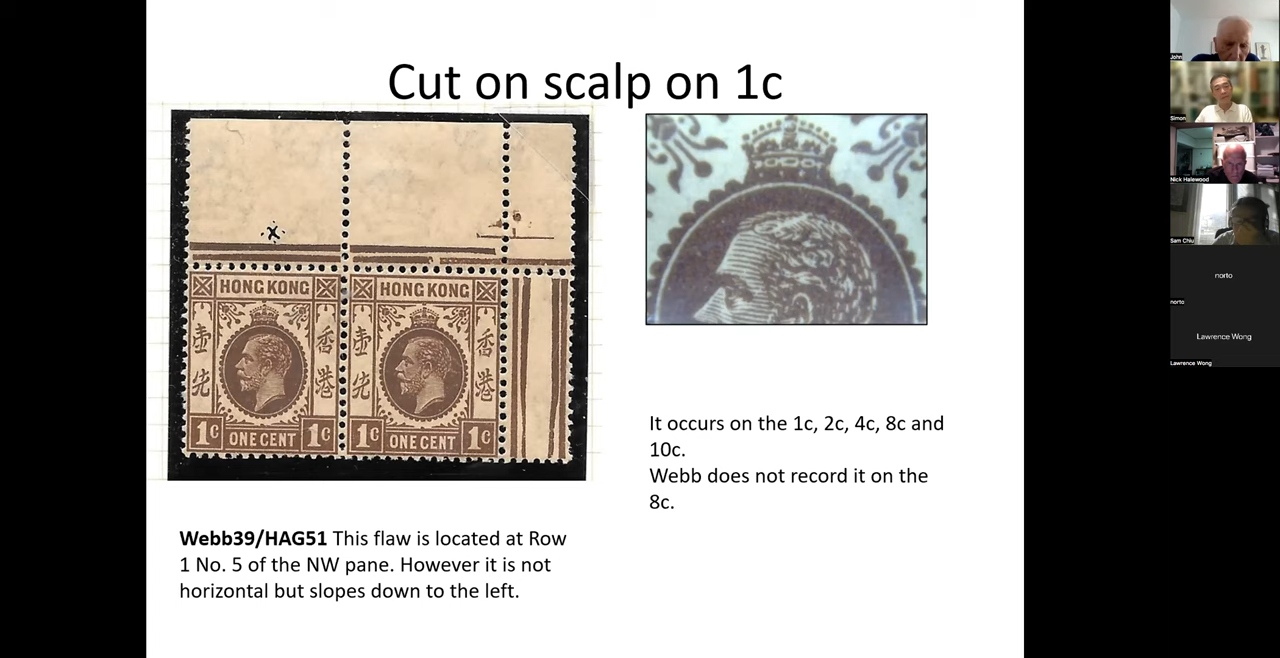 Cut on scalp on 1c
x
HONG KONG
HONG KONG
壹
香
壹
香
先
港
先
港
1c ONE CENT 1c
1c ONE CENT 1c
It occurs on the 1c, 2c, 4c, 8c and
10c.
Webb does not record it on the
8c.
Webb39/HAG51 This flaw is located at Row
1 No. 5 of the NW pane. However it is not
horizontal but slopes down to the left.
John
Simon
Nick Halewood
Sam Chiu
norto
norto
Lawrence Wong
Lawrence Wong